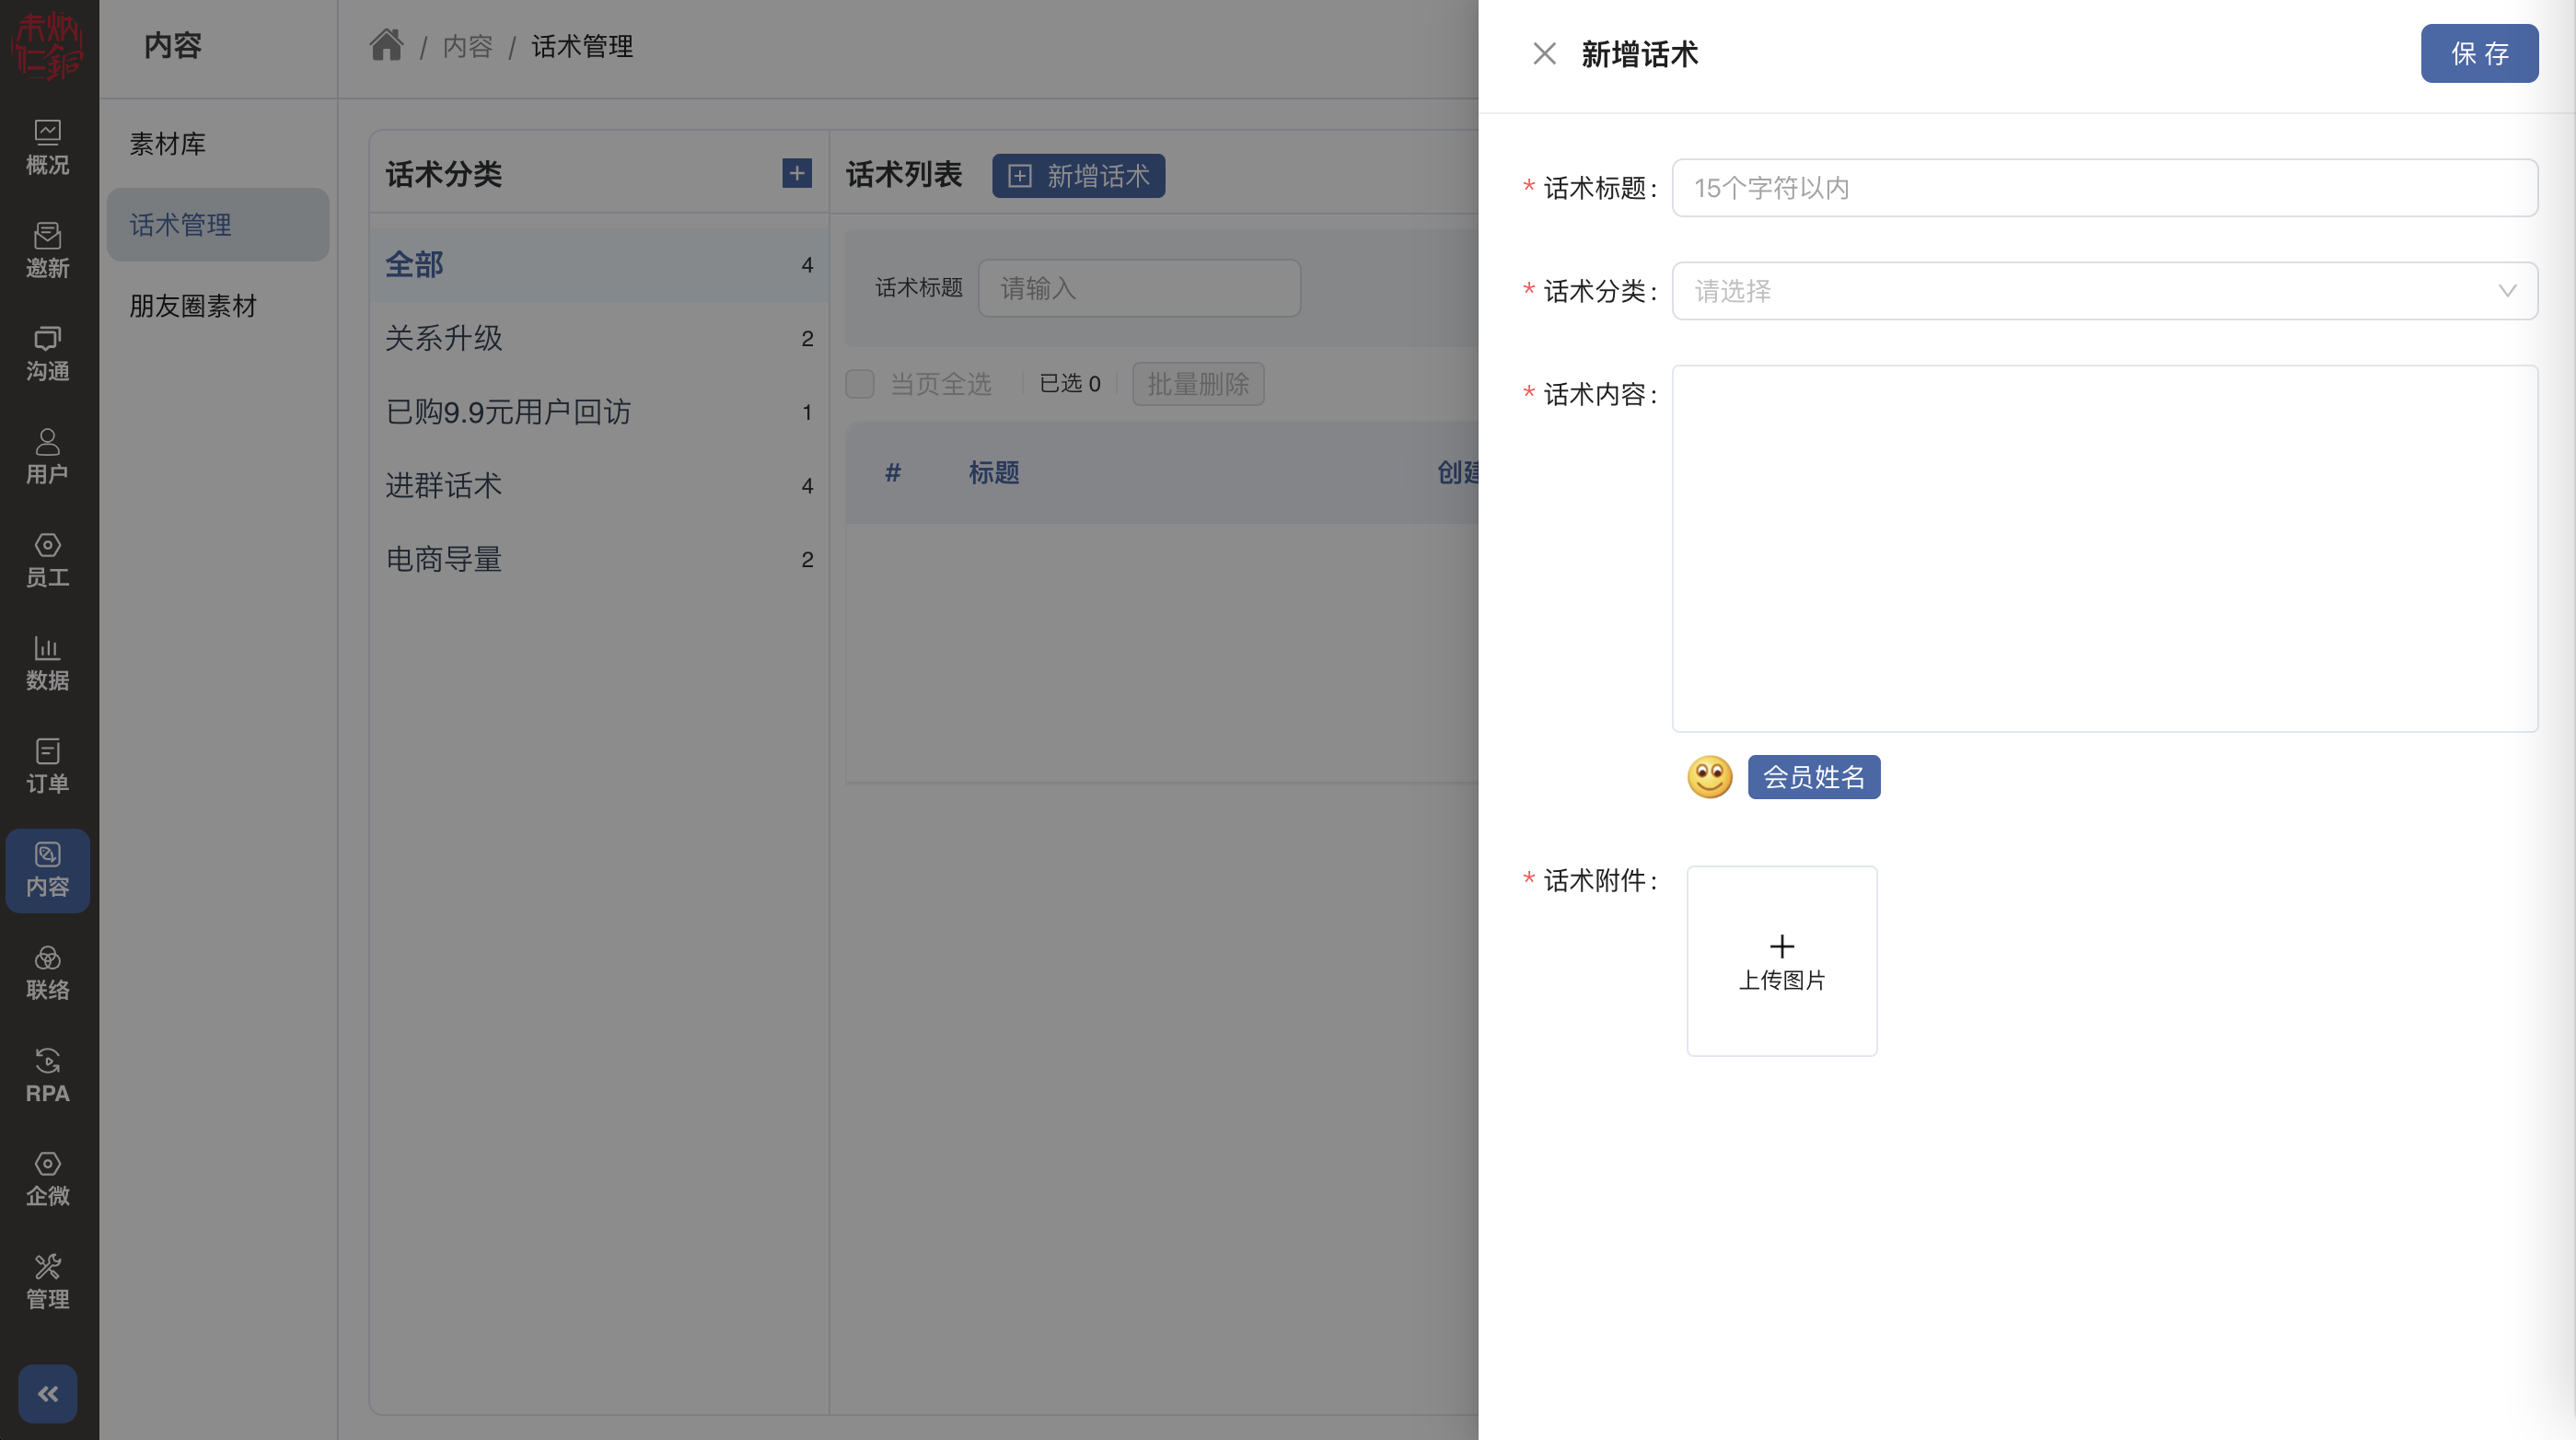 内容
/ 内容 / 话术管理
概况
邀新
沟通
用户
员工
数据
订单
内容
联络
RPA
企微
管理
素材库
话术管理
朋友圈素材
话术分类
全部 4
关系升级 2
已购9.9元用户回访 1
进群话术 4
电商导量 2
话术列表 新增话术
话术标题 请输入
当页全选 已选 0 批量删除
# 标题 创建
新增话术 保 存
* 话术标题: 15个字符以内
* 话术分类: 请选择
* 话术内容:
会员姓名
* 话术附件:
上传图片